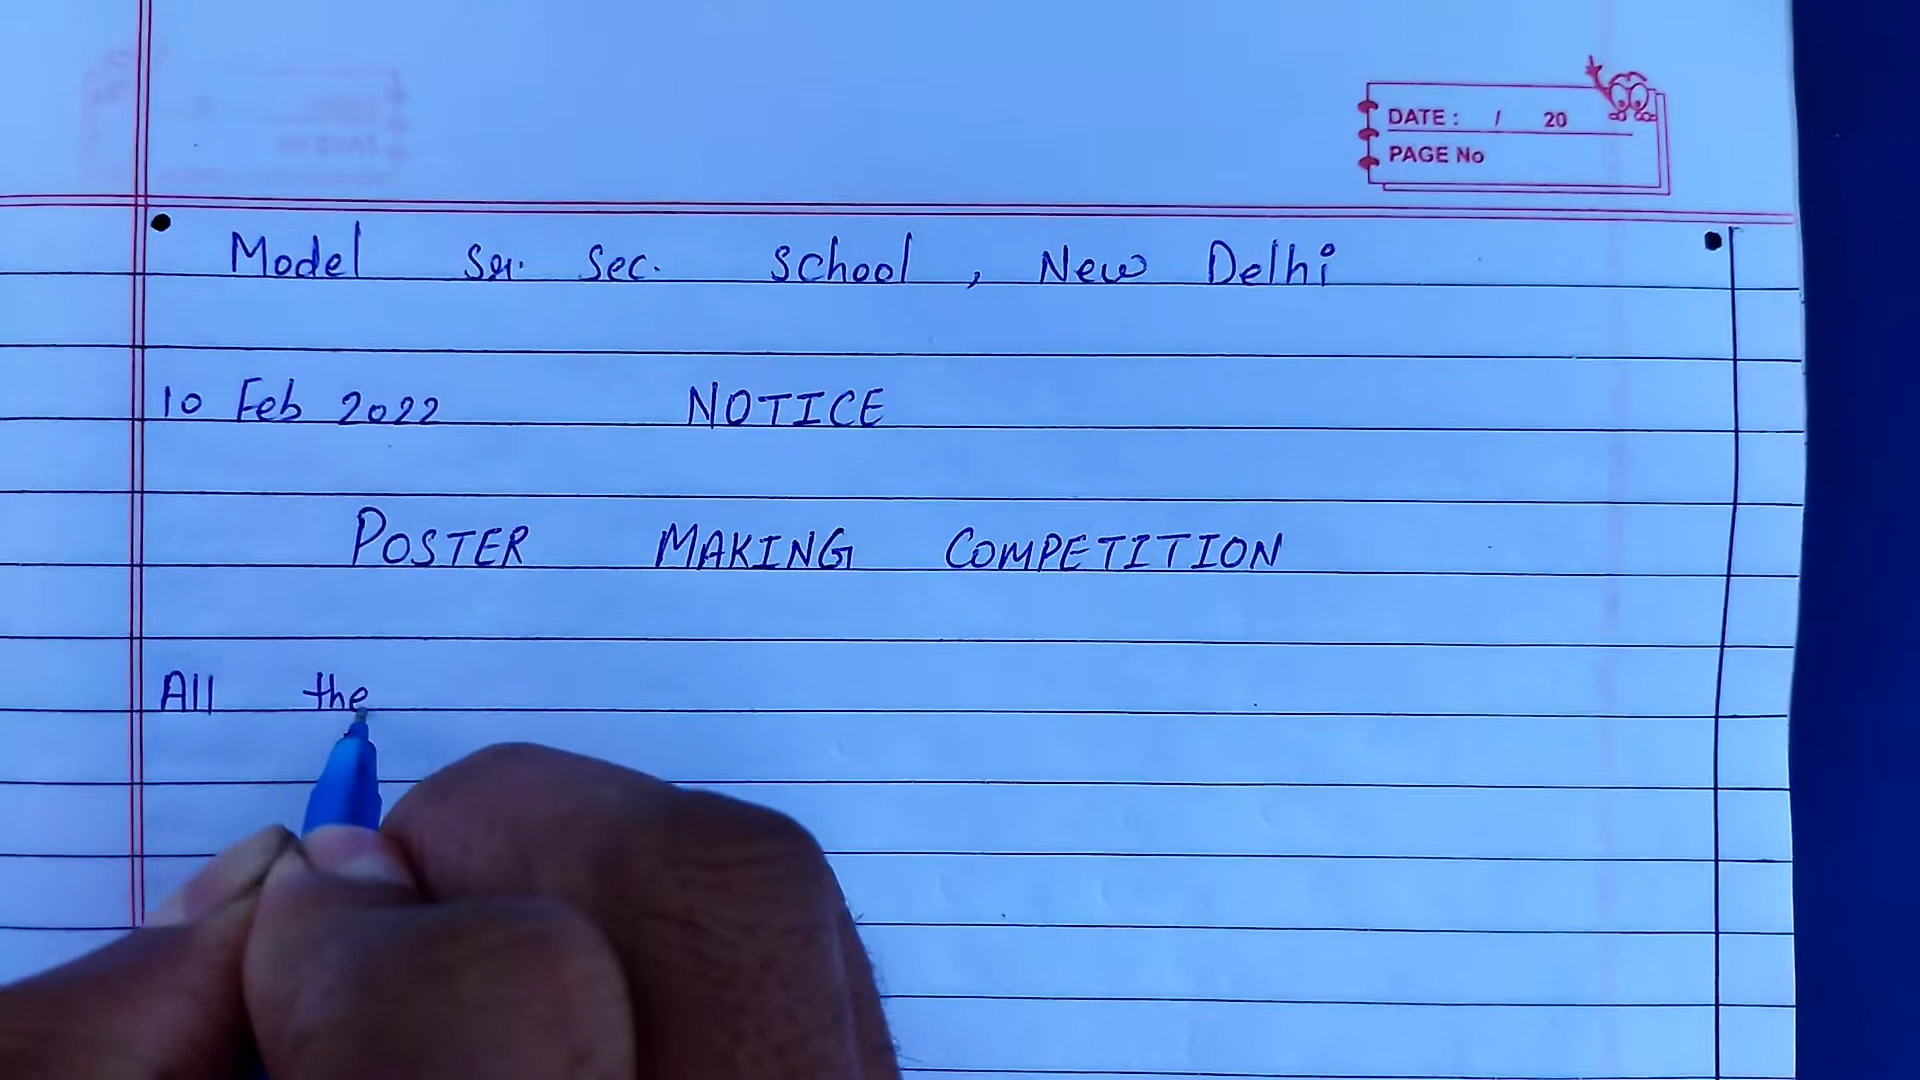 DATE : / 20
PAGE No
Model Sr. Sec. School , New Delhi
10 Feb 2022 NOTICE
POSTER MAKING COMPETITION
All the